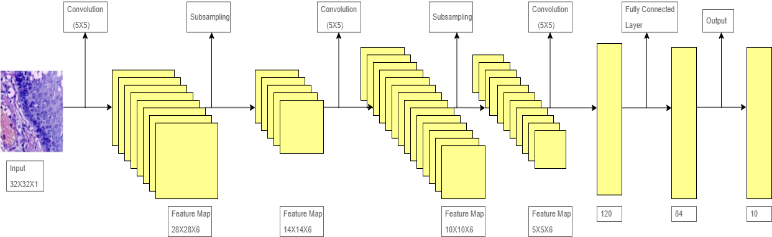 Convolution
(5X5)
Subsampling
Convolution
(5X5)
Subsampling
Convolution
(5X5)
Fully Connected
Layer
Output
Input
32X32X1
Feature Map
28X28X6
Feature Map
14X14X6
Feature Map
10X10X6
Feature Map
5X5X6
120
84
10